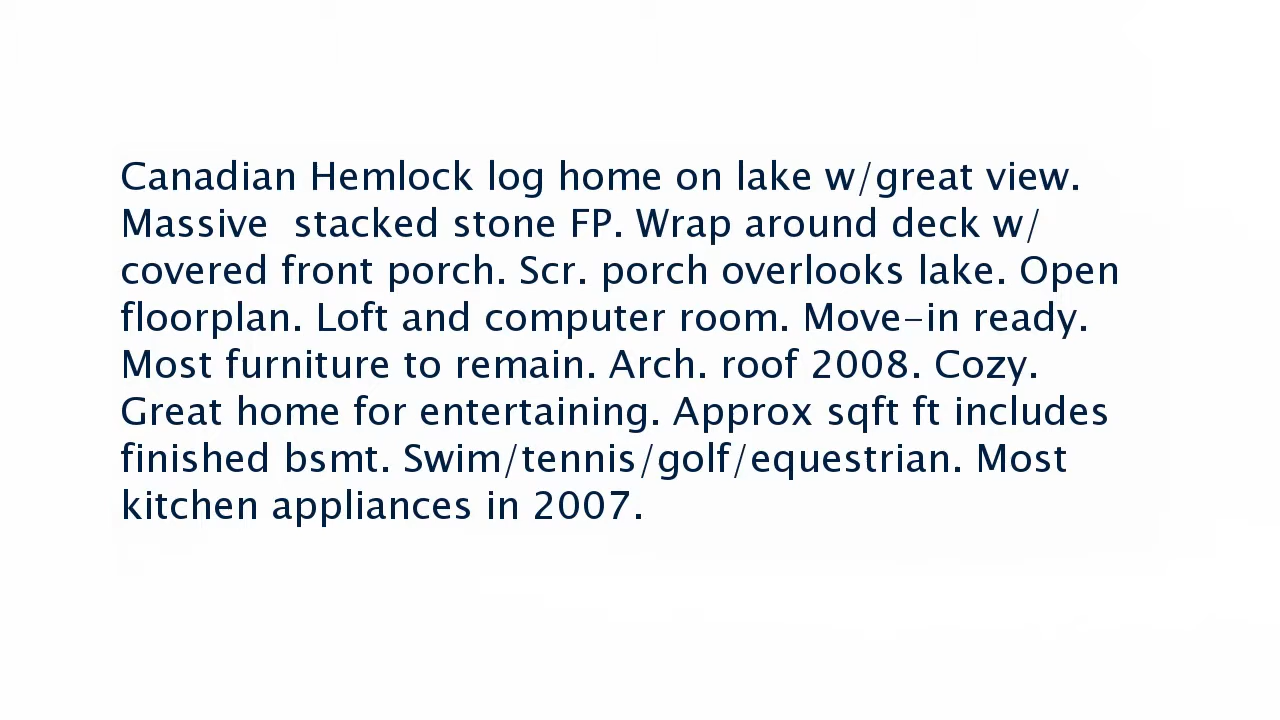 Canadian Hemlock log home on lake w/great view.
Massive  stacked stone FP. Wrap around deck w/
covered front porch. Scr. porch overlooks lake. Open
floorplan. Loft and computer room. Move-in ready.
Most furniture to remain. Arch. roof 2008. Cozy.
Great home for entertaining. Approx sqft ft includes
finished bsmt. Swim/tennis/golf/equestrian. Most
kitchen appliances in 2007.